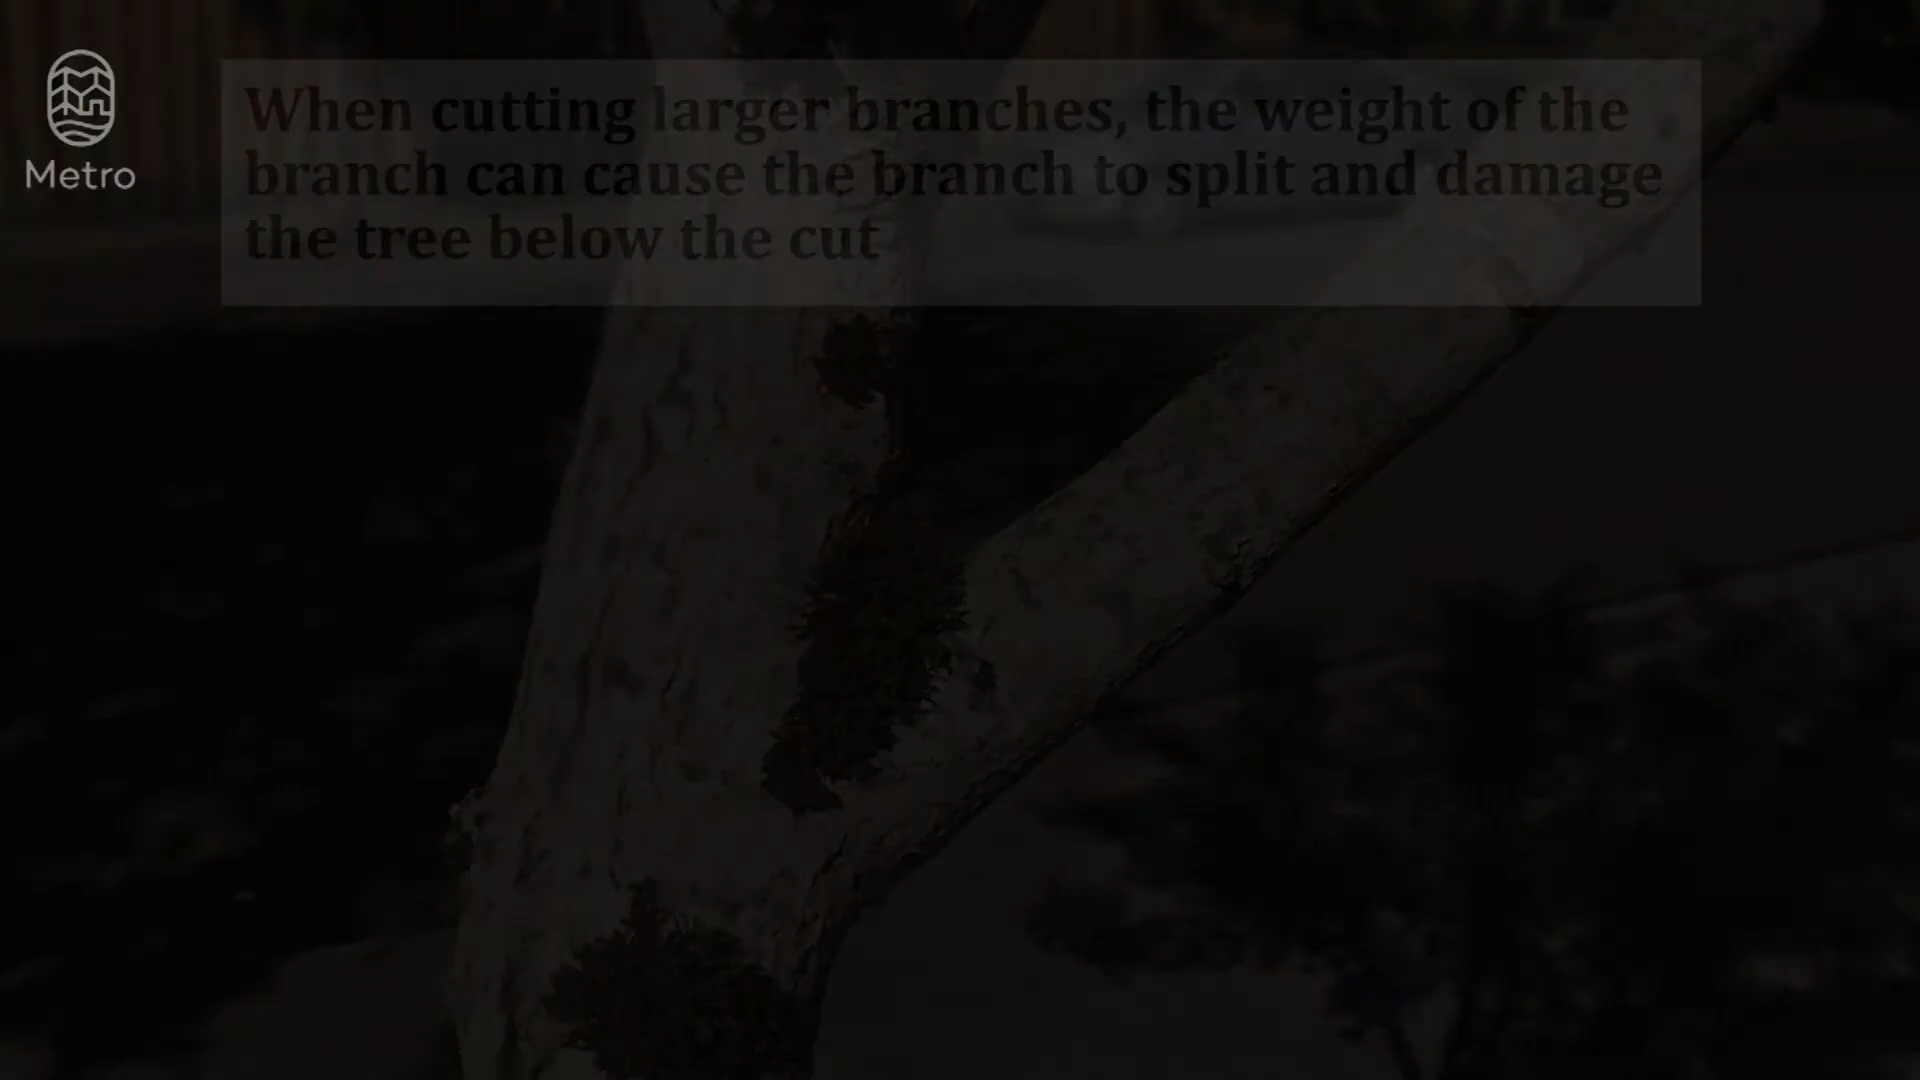 When cutting larger branches, the weight of the
branch can cause the branch to split and damage
the tree below the cut
Metro